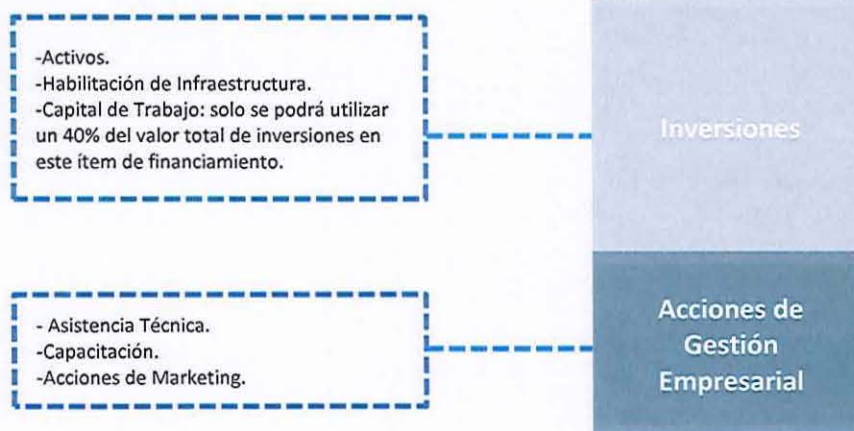 -Activos.
-Habilitación de Infraestructura.
-Capital de Trabajo: solo se podrá utilizar
un 40% del valor total de inversiones en
este ítem de financiamiento.
Inversiones
- Asistencia Técnica.
-Capacitación.
-Acciones de Marketing.
Acciones de
Gestión
Empresarial